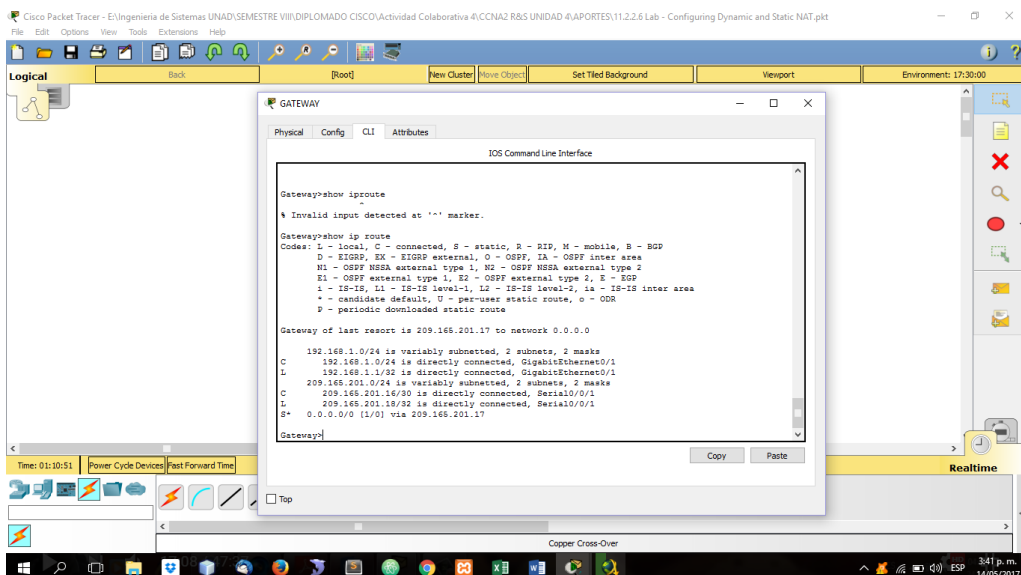 Cisco Packet Tracer - E:\Ingenieria de Sistemas UNAD\SEMESTRE VIII\DIPLOMADO CISCO\Actividad Colaborativa 4\CCNA2 R&S UNIDAD 4\APORTES\11.2.2.6 Lab - Configuring Dynamic and Static NAT.pkt
File Edit Options View Tools Extensions Help
Logical Back [Root] New Cluster Move Object Set Tiled Background Viewport Environment: 17:30:00
GATEWAY
Physical Config CLI Attributes
IOS Command Line Interface
Gateway>show iproute
^
% Invalid input detected at '^' marker.
Gateway>show ip route
Codes: L - local, C - connected, S - static, R - RIP, M - mobile, B - BGP
D - EIGRP, EX - EIGRP external, O - OSPF, IA - OSPF inter area
N1 - OSPF NSSA external type 1, N2 - OSPF NSSA external type 2
E1 - OSPF external type 1, E2 - OSPF external type 2, E - EGP
i - IS-IS, L1 - IS-IS level-1, L2 - IS-IS level-2, ia - IS-IS inter area
* - candidate default, U - per-user static route, o - ODR
P - periodic downloaded static route
Gateway of last resort is 209.165.201.17 to network 0.0.0.0
192.168.1.0/24 is variably subnetted, 2 subnets, 2 masks
C 192.168.1.0/24 is directly connected, GigabitEthernet0/1
L 192.168.1.1/32 is directly connected, GigabitEthernet0/1
209.165.201.0/24 is variably subnetted, 2 subnets, 2 masks
C 209.165.201.16/30 is directly connected, Serial0/0/1
L 209.165.201.18/32 is directly connected, Serial0/0/1
S* 0.0.0.0/0 [1/0] via 209.165.201.17
Gateway>
Copy Paste
Top
Time: 01:10:51 Power Cycle Devices Fast Forward Time Realtime
Copper Cross-Over
ESP 3:41 p. m.
14/05/2017